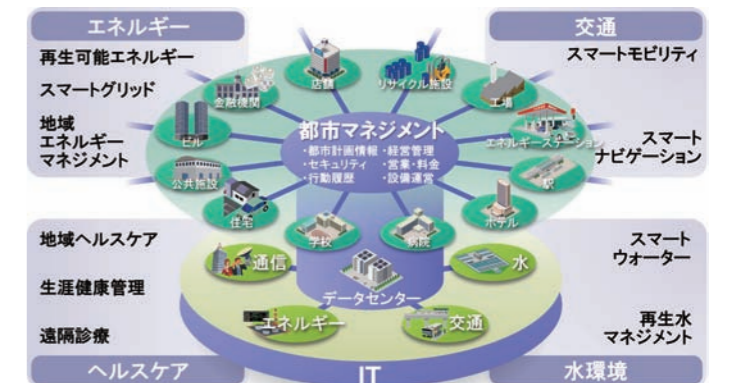 エネルギー
再生可能エネルギー
スマートグリッド
地域
エネルギー
マネジメント
交通
スマートモビリティ
スマート
ナビゲーション
店舗
リサイクル施設
金融機関
工場
ビル
エネルギーステーション
公共施設
駅
住宅
ホテル
学校
病院
都市マネジメント
・都市計画情報・経営管理
・セキュリティ ・営業・料金
・行動履歴 ・設備運営
通信
水
データセンター
エネルギー
交通
IT
地域ヘルスケア
生涯健康管理
遠隔診療
ヘルスケア
スマート
ウォーター
再生水
マネジメント
水環境